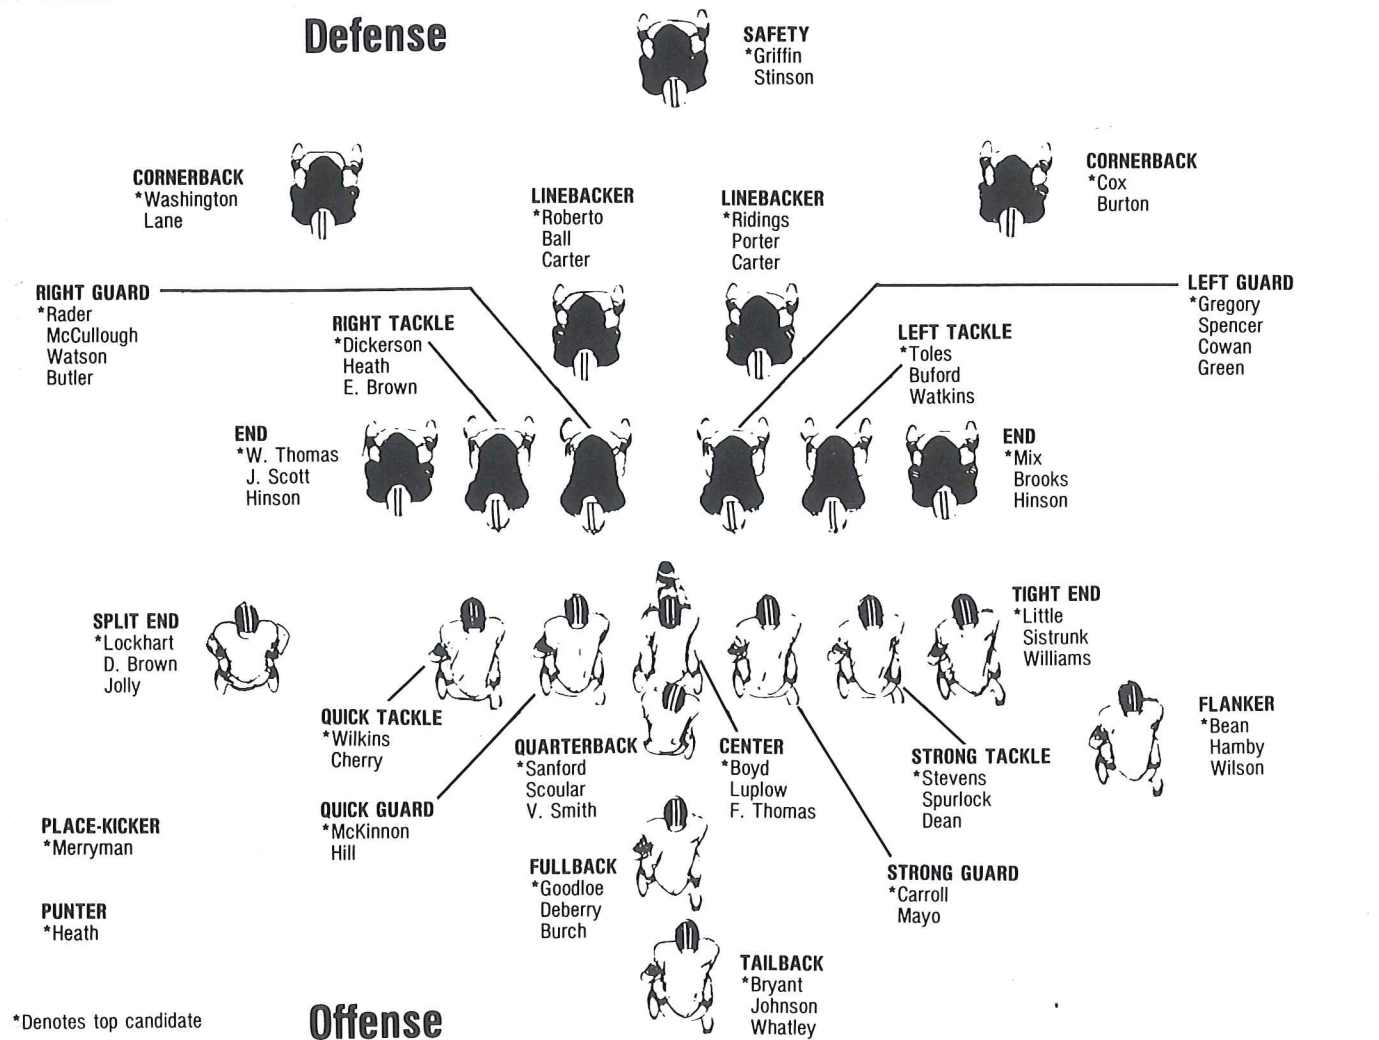 Defense
SAFETY
*Griffin
Stinson
CORNERBACK
*Washington
Lane
LINEBACKER
*Roberto
Ball
Carter
LINEBACKER
*Ridings
Porter
Carter
CORNERBACK
*Cox
Burton
RIGHT GUARD
*Rader
McCullough
Watson
Butler
RIGHT TACKLE
*Dickerson
Heath
E. Brown
LEFT TACKLE
*Toles
Buford
Watkins
LEFT GUARD
*Gregory
Spencer
Cowan
Green
END
*W. Thomas
J. Scott
Hinson
END
*Mix
Brooks
Hinson
SPLIT END
*Lockhart
D. Brown
Jolly
TIGHT END
*Little
Sistrunk
Williams
QUICK TACKLE
*Wilkins
Cherry
QUARTERBACK
*Sanford
Scoular
V. Smith
CENTER
*Boyd
Luplow
F. Thomas
STRONG TACKLE
*Stevens
Spurlock
Dean
FLANKER
*Bean
Hamby
Wilson
QUICK GUARD
*McKinnon
Hill
PLACE-KICKER
*Merryman
FULLBACK
*Goodloe
Deberry
Burch
STRONG GUARD
*Carroll
Mayo
PUNTER
*Heath
TAILBACK
*Bryant
Johnson
Whatley
*Denotes top candidate
Offense